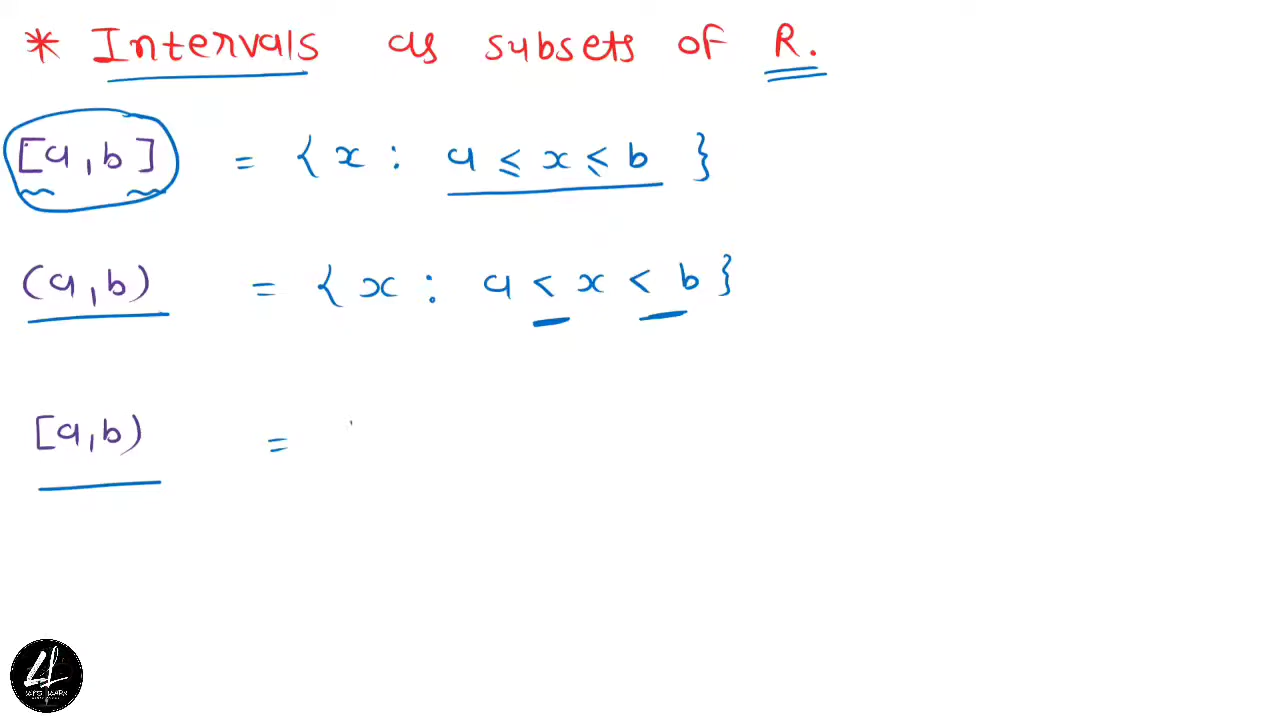 * Intervals as subsets of R.
[a,b] = { x : a ≤ x ≤ b }
(a,b) = { x : a < x < b }
[a,b) =